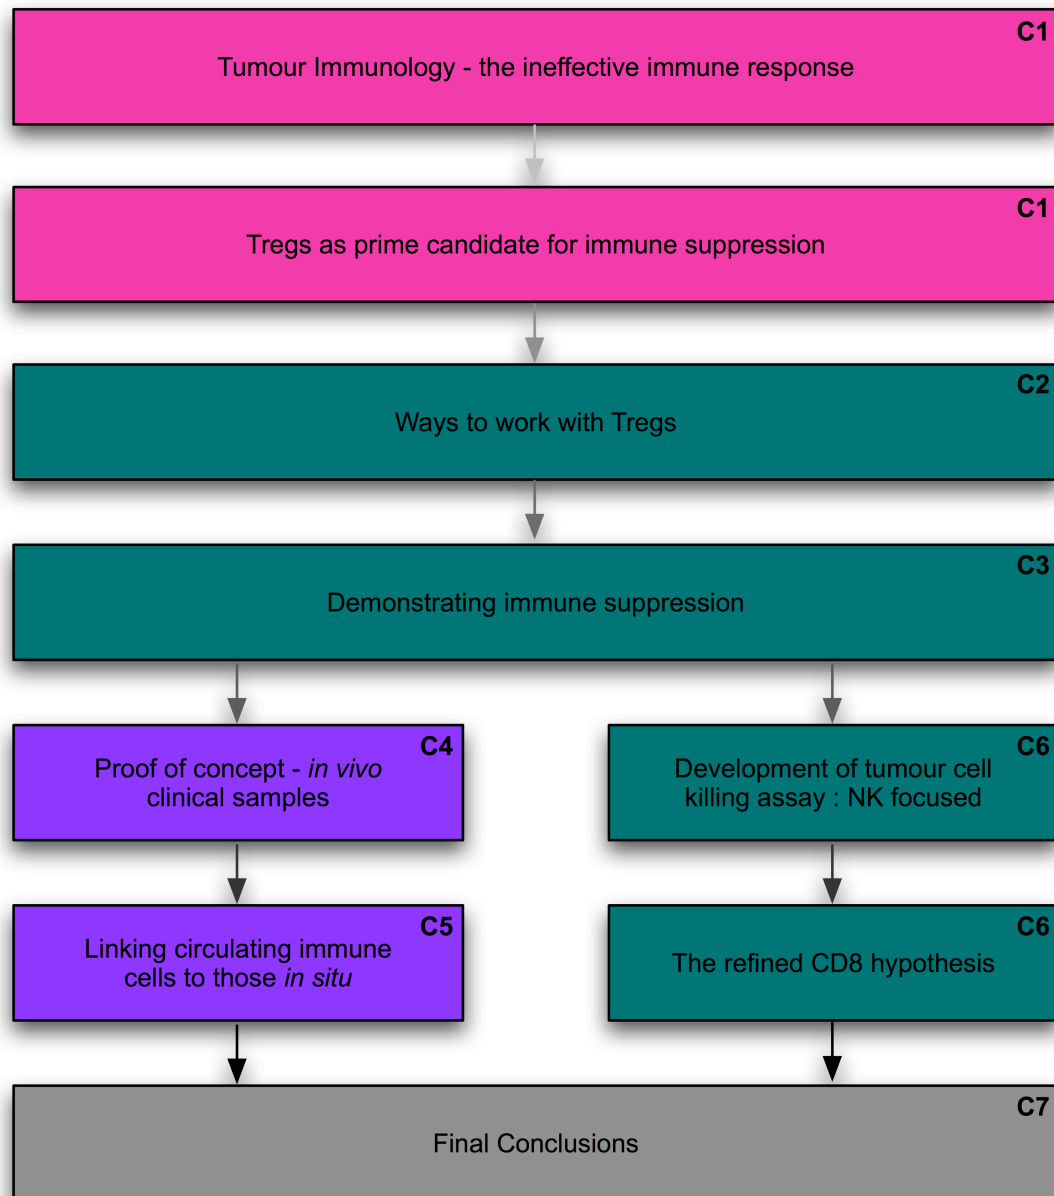 C1
Tumour Immunology - the ineffective immune response
C1
Tregs as prime candidate for immune suppression
C2
Ways to work with Tregs
C3
Demonstrating immune suppression
C4
Proof of concept - in vivo
clinical samples
C6
Development of tumour cell
killing assay : NK focused
C5
Linking circulating immune
cells to those in situ
C6
The refined CD8 hypothesis
C7
Final Conclusions